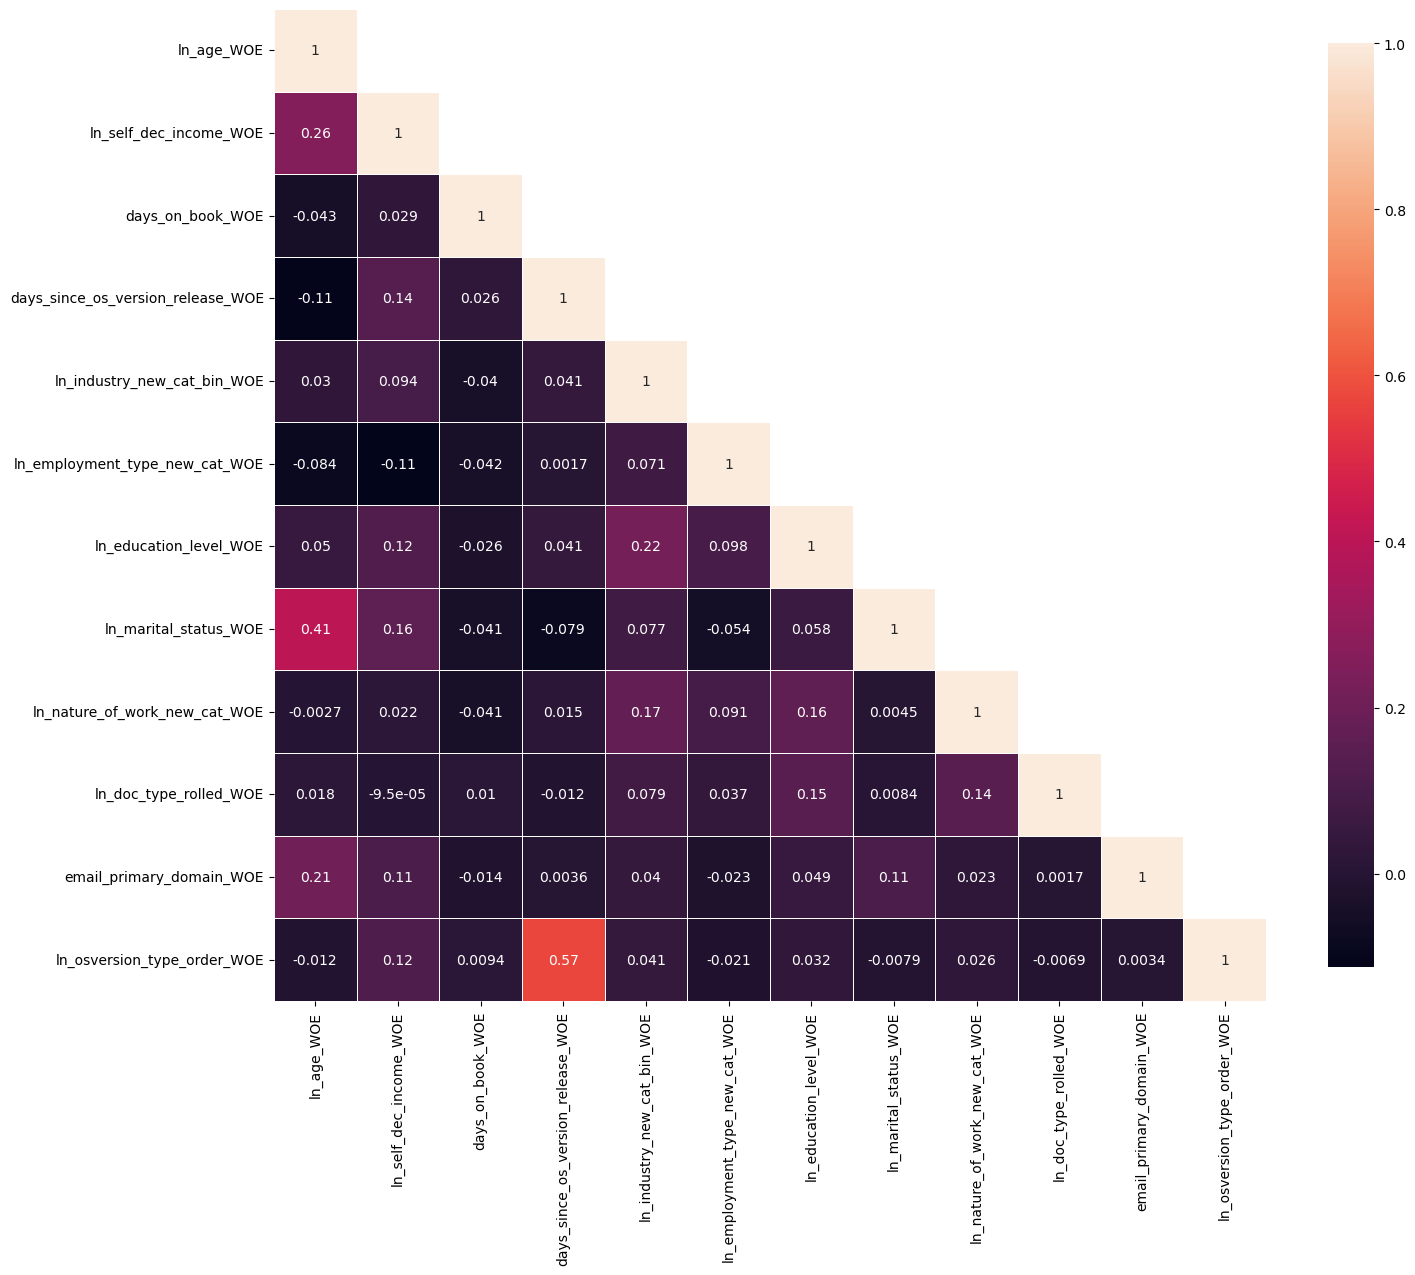 ln_age_WOE 1
ln_self_dec_income_WOE 0.26 1
days_on_book_WOE -0.043 0.029 1
days_since_os_version_release_WOE -0.11 0.14 0.026 1
ln_industry_new_cat_bin_WOE 0.03 0.094 -0.04 0.041 1
ln_employment_type_new_cat_WOE -0.084 -0.11 -0.042 0.0017 0.071 1
ln_education_level_WOE 0.05 0.12 -0.026 0.041 0.22 0.098 1
ln_marital_status_WOE 0.41 0.16 -0.041 -0.079 0.077 -0.054 0.058 1
ln_nature_of_work_new_cat_WOE -0.0027 0.022 -0.041 0.015 0.17 0.091 0.16 0.0045 1
ln_doc_type_rolled_WOE 0.018 -9.5e-05 0.01 -0.012 0.079 0.037 0.15 0.0084 0.14 1
email_primary_domain_WOE 0.21 0.11 -0.014 0.0036 0.04 -0.023 0.049 0.11 0.023 0.0017 1
ln_osversion_type_order_WOE -0.012 0.12 0.0094 0.57 0.041 -0.021 0.032 -0.0079 0.026 -0.0069 0.0034 1
ln_age_WOE
ln_self_dec_income_WOE
days_on_book_WOE
days_since_os_version_release_WOE
ln_industry_new_cat_bin_WOE
ln_employment_type_new_cat_WOE
ln_education_level_WOE
ln_marital_status_WOE
ln_nature_of_work_new_cat_WOE
ln_doc_type_rolled_WOE
email_primary_domain_WOE
ln_osversion_type_order_WOE
1.0
0.8
0.6
0.4
0.2
0.0